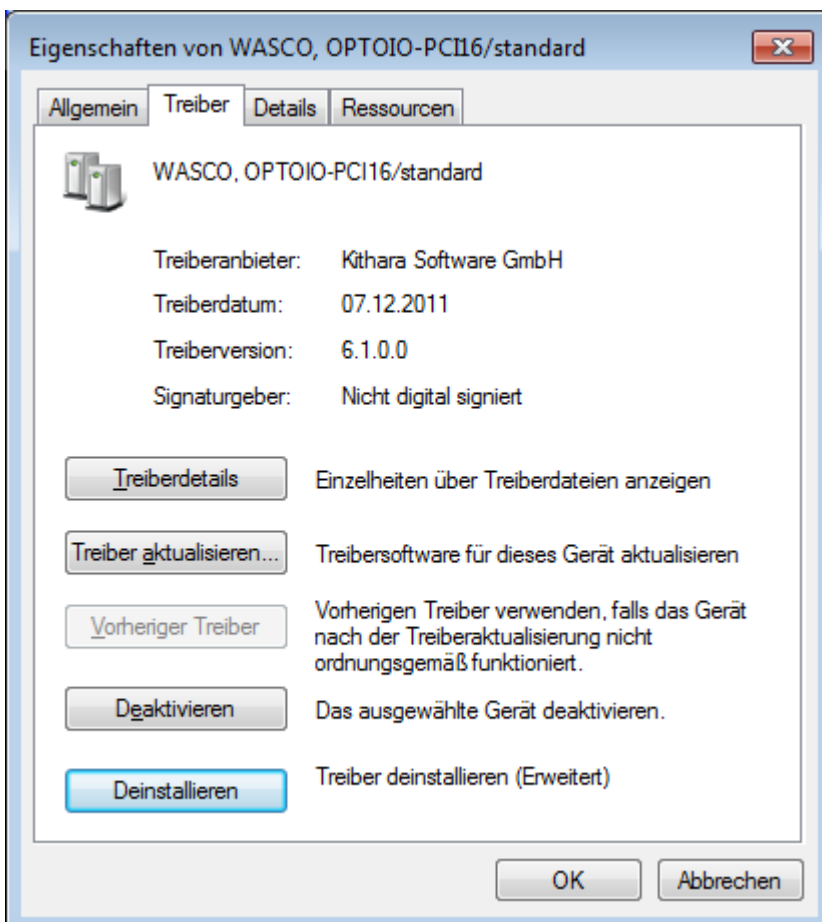 Eigenschaften von WASCO, OPTOIO-PCI16/standard
Allgemein Treiber Details Ressourcen
WASCO, OPTOIO-PCI16/standard
Treiberanbieter: Kithara Software GmbH
Treiberdatum: 07.12.2011
Treiberversion: 6.1.0.0
Signaturgeber: Nicht digital signiert
Treiberdetails Einzelheiten über Treiberdateien anzeigen
Treiber aktualisieren... Treibersoftware für dieses Gerät aktualisieren
Vorheriger Treiber
Vorherigen Treiber verwenden, falls das Gerät
nach der Treiberaktualisierung nicht
ordnungsgemäß funktioniert.
Deaktivieren Das ausgewählte Gerät deaktivieren.
Deinstallieren Treiber deinstallieren (Erweitert)
OK Abbrechen